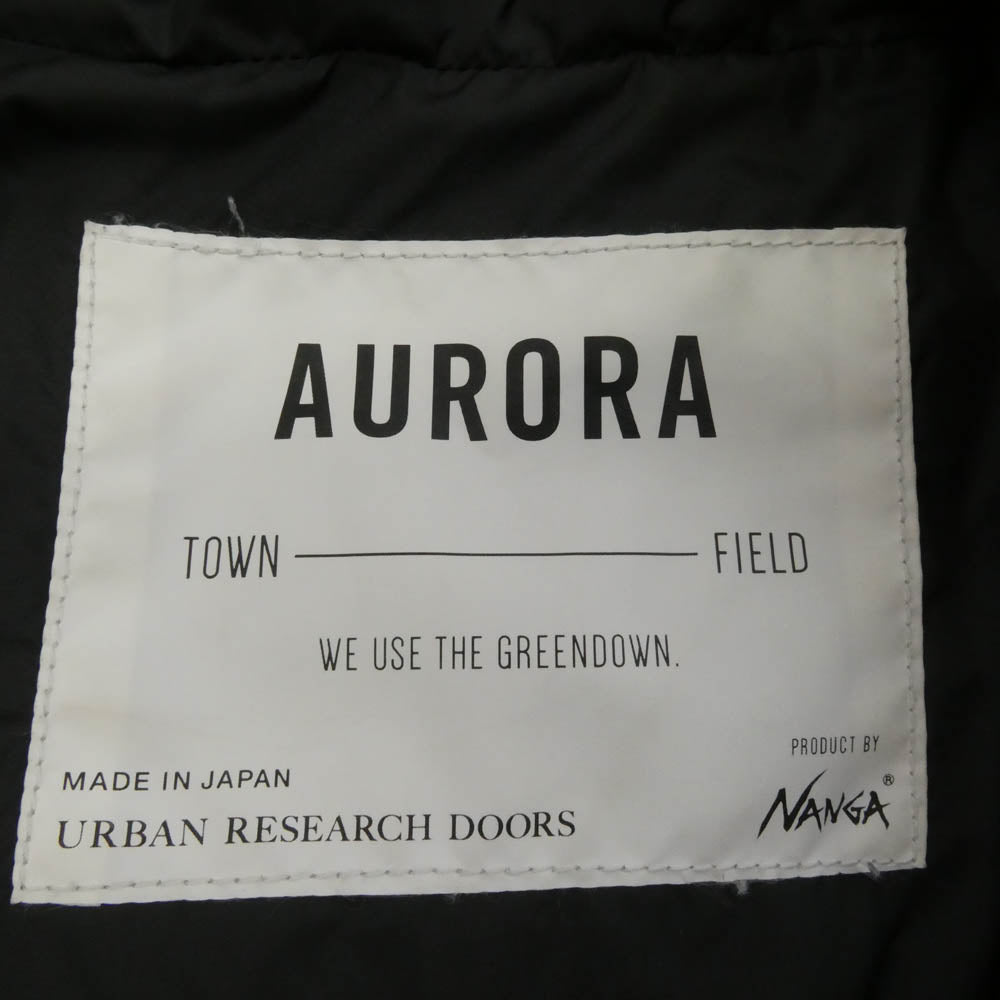 AURORA
TOWN FIELD
WE USE THE GREENDOWN.
PRODUCT BY
NANGA®
MADE IN JAPAN
URBAN RESEARCH DOORS